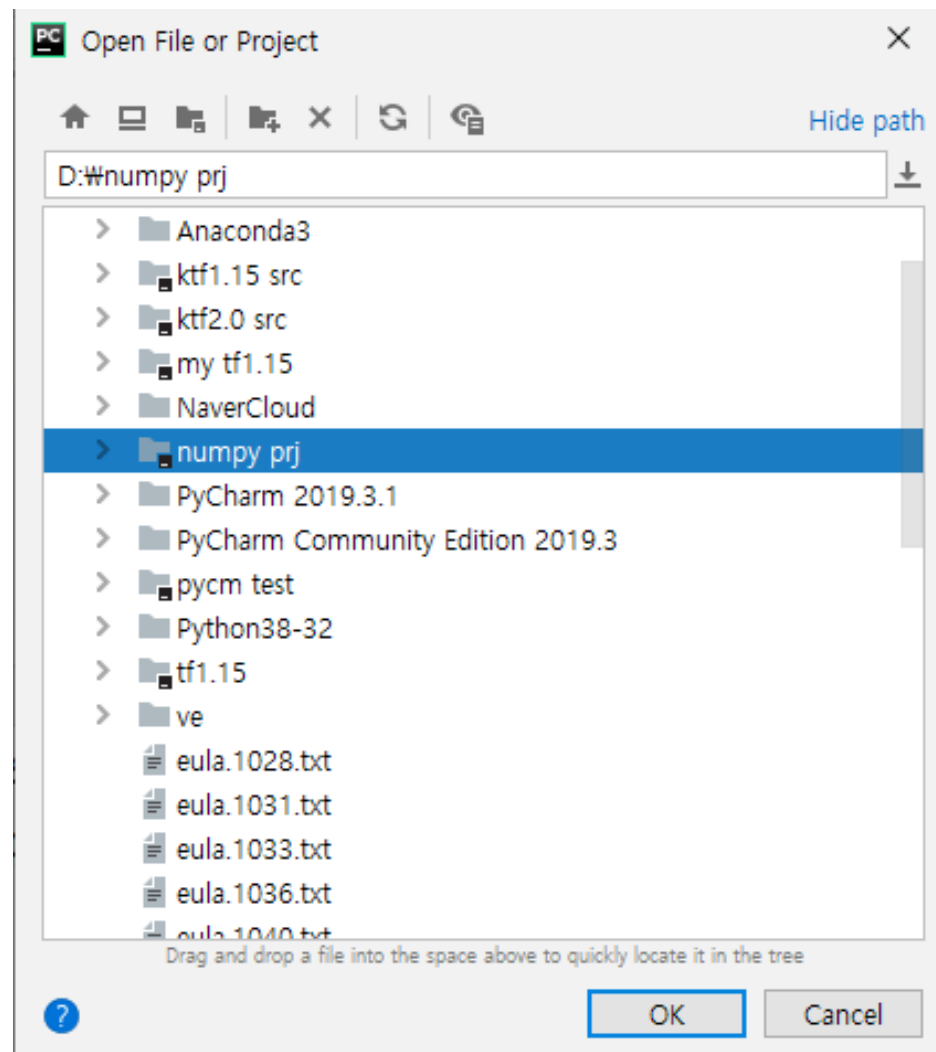 PC Open File or Project
Hide path
D:₩numpy prj
Anaconda3
ktf1.15 src
ktf2.0 src
my tf1.15
NaverCloud
numpy prj
PyCharm 2019.3.1
PyCharm Community Edition 2019.3
pycm test
Python38-32
tf1.15
ve
eula.1028.txt
eula.1031.txt
eula.1033.txt
eula.1036.txt
eula.1040.txt
Drag and drop a file into the space above to quickly locate it in the tree
? OK Cancel